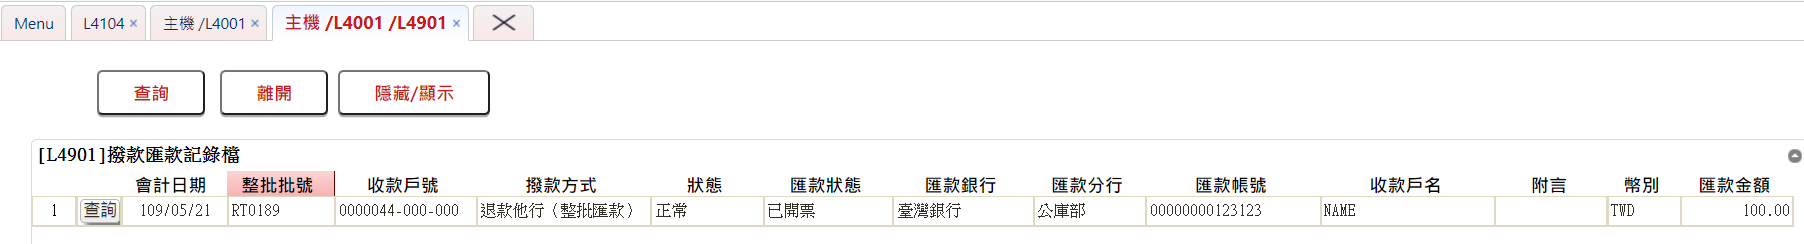 Menu L4104 × 主機 /L4001 × 主機 /L4001 /L4901 ×
查詢 離開 隱藏/顯示
[L4901]撥款匯款記錄檔
會計日期 整批批號 收款戶號 撥款方式 狀態 匯款狀態 匯款銀行 匯款分行 匯款帳號 收款戶名 附言 幣別 匯款金額
1 查詢 109/05/21 RT0189 0000044-000-000 退款他行（整批匯款） 正常 已開票 臺灣銀行 公庫部 00000000123123 NAME TWD 100.00